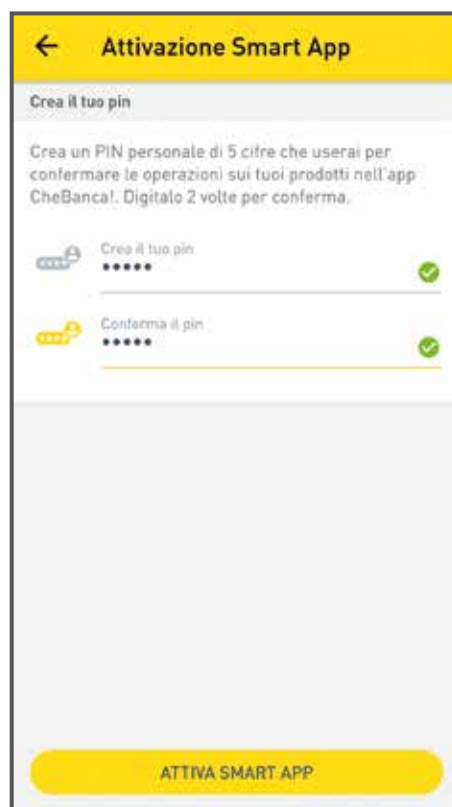 Attivazione Smart App
Crea il tuo pin
Crea un PIN personale di 5 cifre che userai per
confermare le operazioni sui tuoi prodotti nell'app
CheBanca!. Digitalo 2 volte per conferma.
Crea il tuo pin
•••••
Conferma il pin
•••••
ATTIVA SMART APP